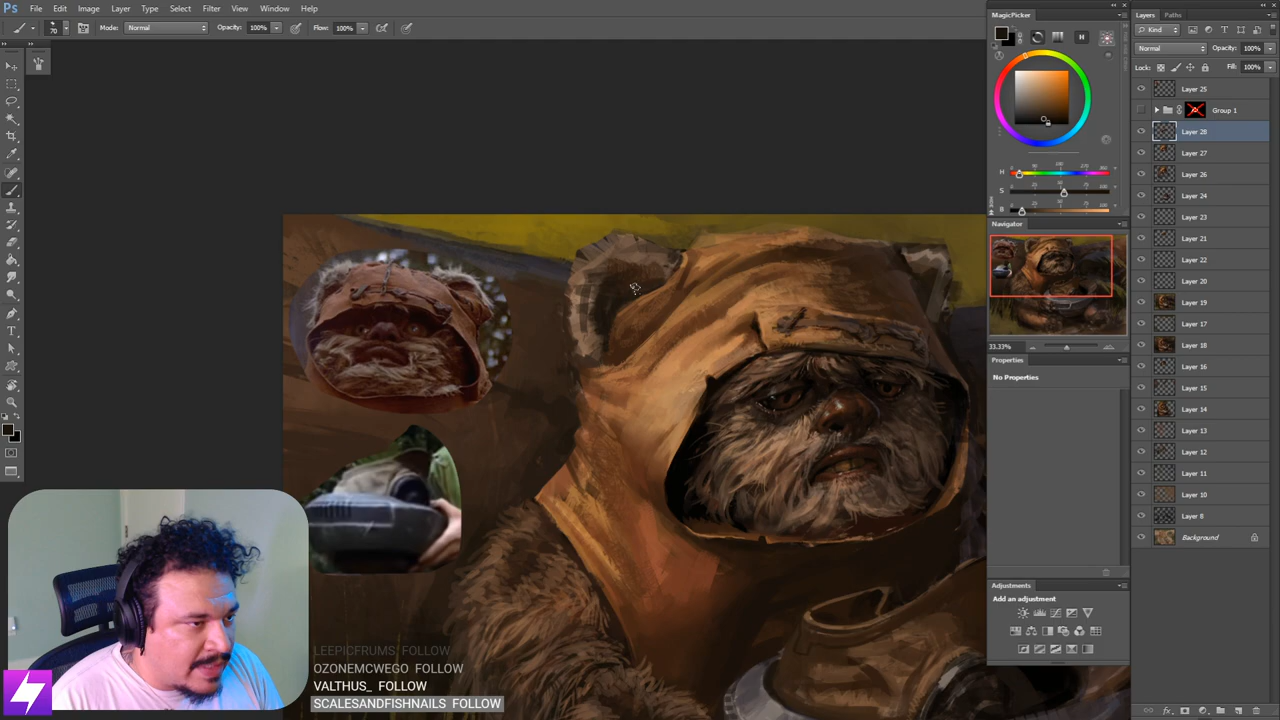 Ps File Edit Image Layer Type Select Filter View Window Help
70 Mode: Normal Opacity: 100% Flow: 100%
MagicPicker
H
H
S
B
Navigator
33.33%
Properties
No Properties
Adjustments
Add an adjustment
Layers Paths
Kind
Normal Opacity: 100%
Lock: Fill: 100%
Layer 25
Group 1
Layer 28
Layer 27
Layer 26
Layer 24
Layer 23
Layer 21
Layer 22
Layer 20
Layer 19
Layer 17
Layer 18
Layer 16
Layer 15
Layer 14
Layer 13
Layer 12
Layer 11
Layer 10
Layer 8
Background
LEEPICFRUMS FOLLOW
OZONEMCWEGO FOLLOW
VALTHUS_ FOLLOW
SCALESANDFISHNAILS FOLLOW